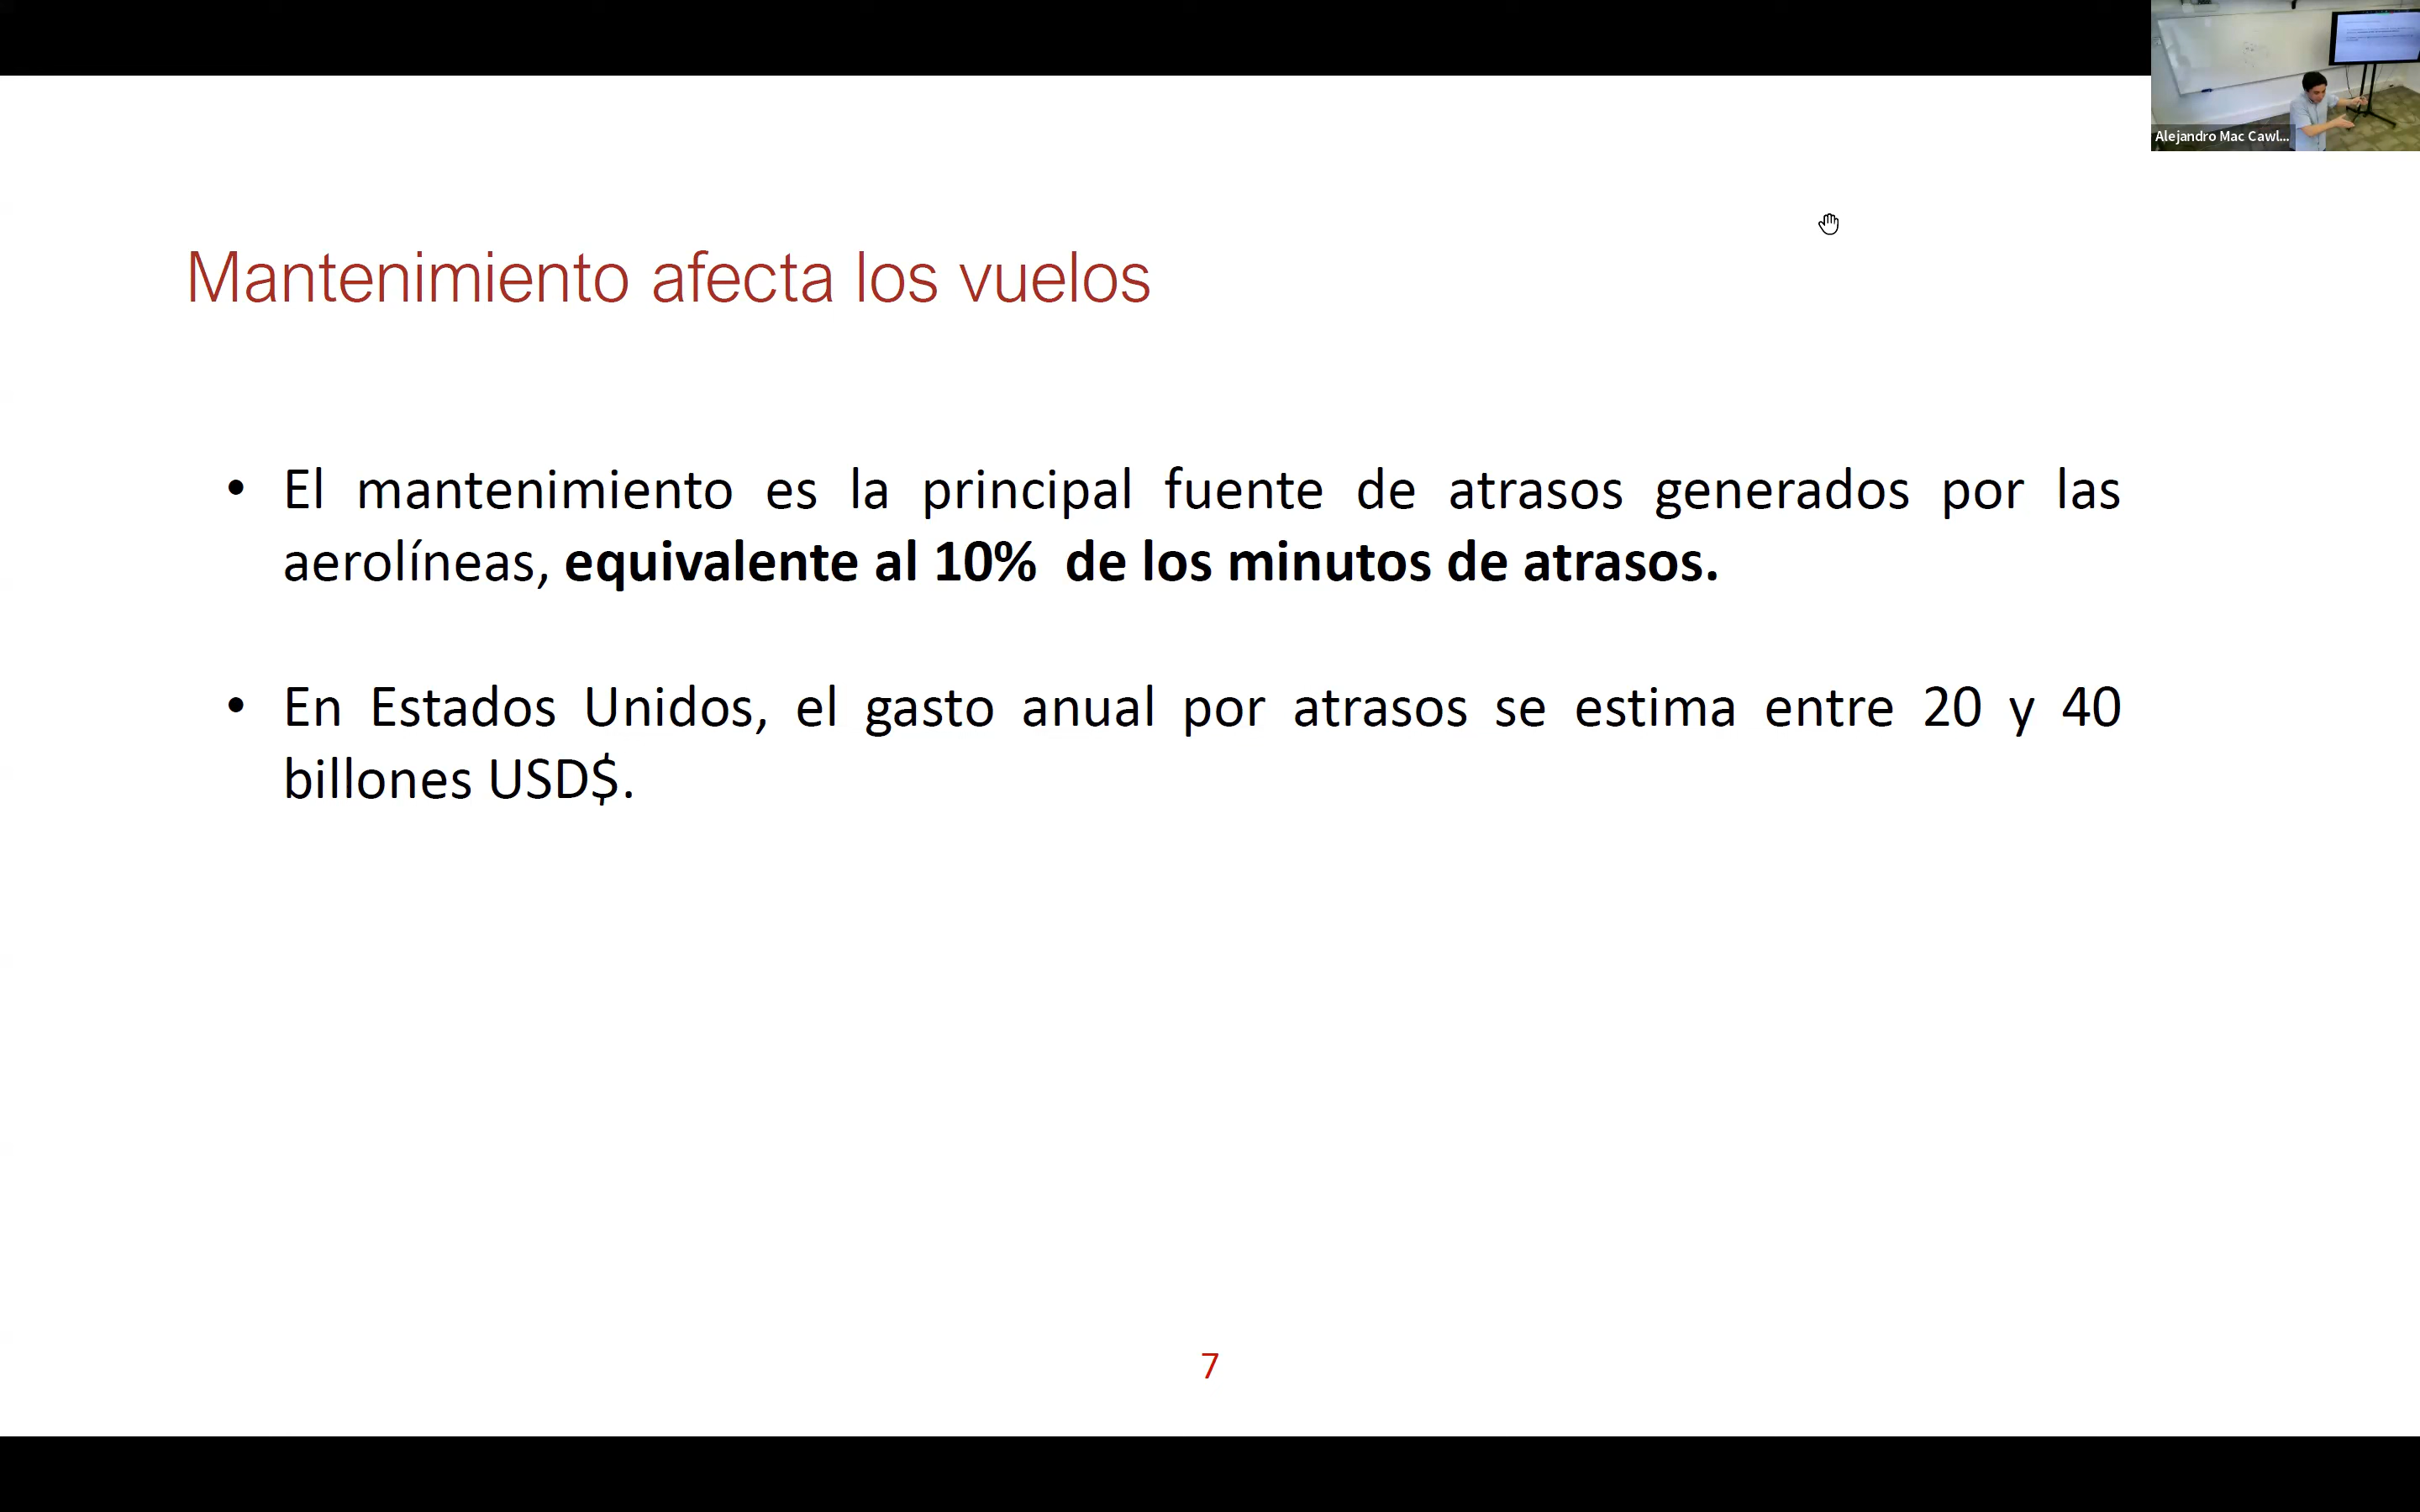 Alejandro Mac Cawl...
Mantenimiento afecta los vuelos
• El mantenimiento es la principal fuente de atrasos generados por las
aerolíneas, equivalente al 10% de los minutos de atrasos.
• En Estados Unidos, el gasto anual por atrasos se estima entre 20 y 40
billones USD$.
7